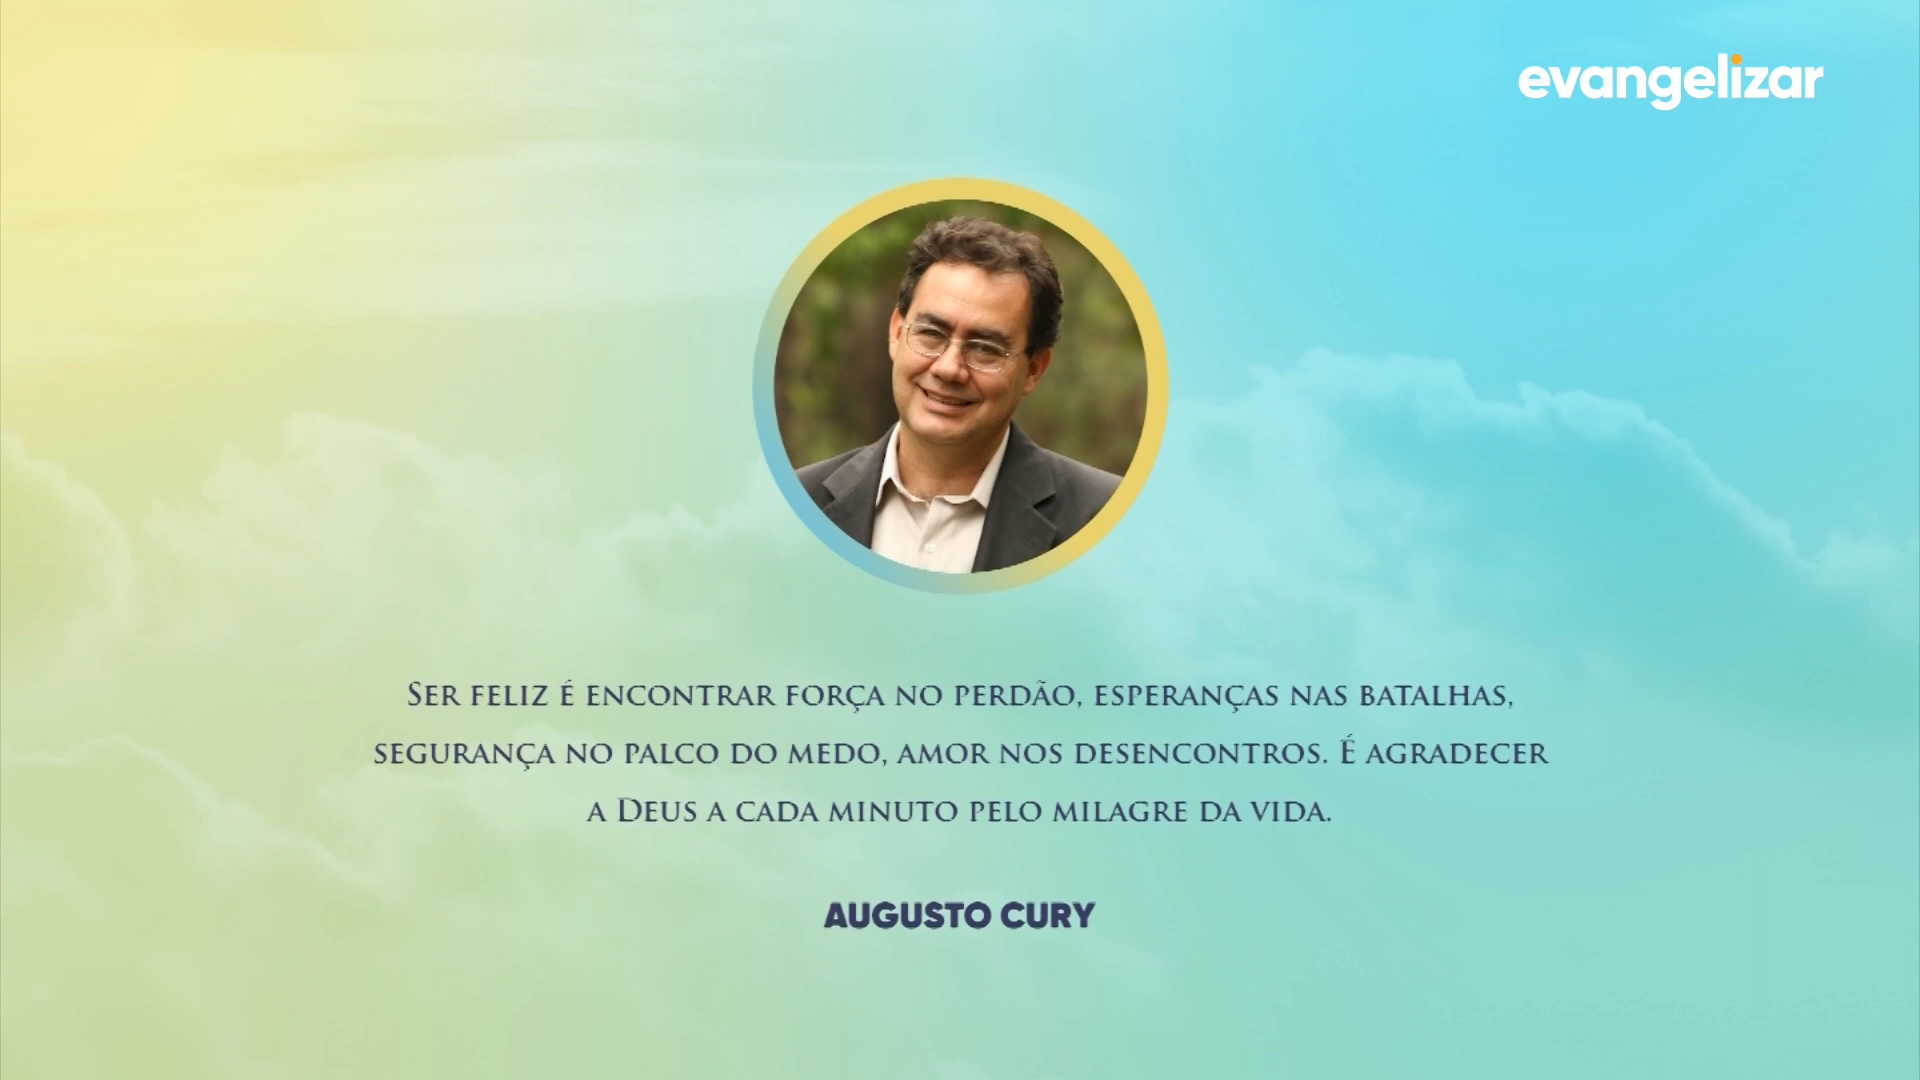 evangelizar
Ser feliz é encontrar força no perdão, esperanças nas batalhas,
segurança no palco do medo, amor nos desencontros. É agradecer
a Deus a cada minuto pelo milagre da vida.
AUGUSTO CURY